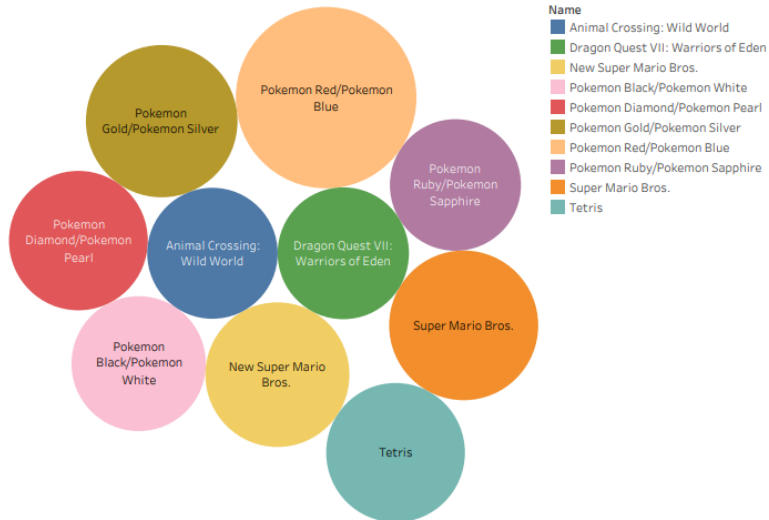 Name
Animal Crossing: Wild World
Dragon Quest VII: Warriors of Eden
New Super Mario Bros.
Pokemon Black/Pokemon White
Pokemon Diamond/Pokemon Pearl
Pokemon Gold/Pokemon Silver
Pokemon Red/Pokemon Blue
Pokemon Ruby/Pokemon Sapphire
Super Mario Bros.
Tetris
Pokemon Red/Pokemon
Blue
Pokemon
Gold/Pokemon Silver
Pokemon
Ruby/Pokemon
Sapphire
Pokemon
Diamond/Pokemon
Pearl
Animal Crossing:
Wild World
Dragon Quest VII:
Warriors of Eden
Super Mario Bros.
Pokemon
Black/Pokemon
White
New Super Mario
Bros.
Tetris